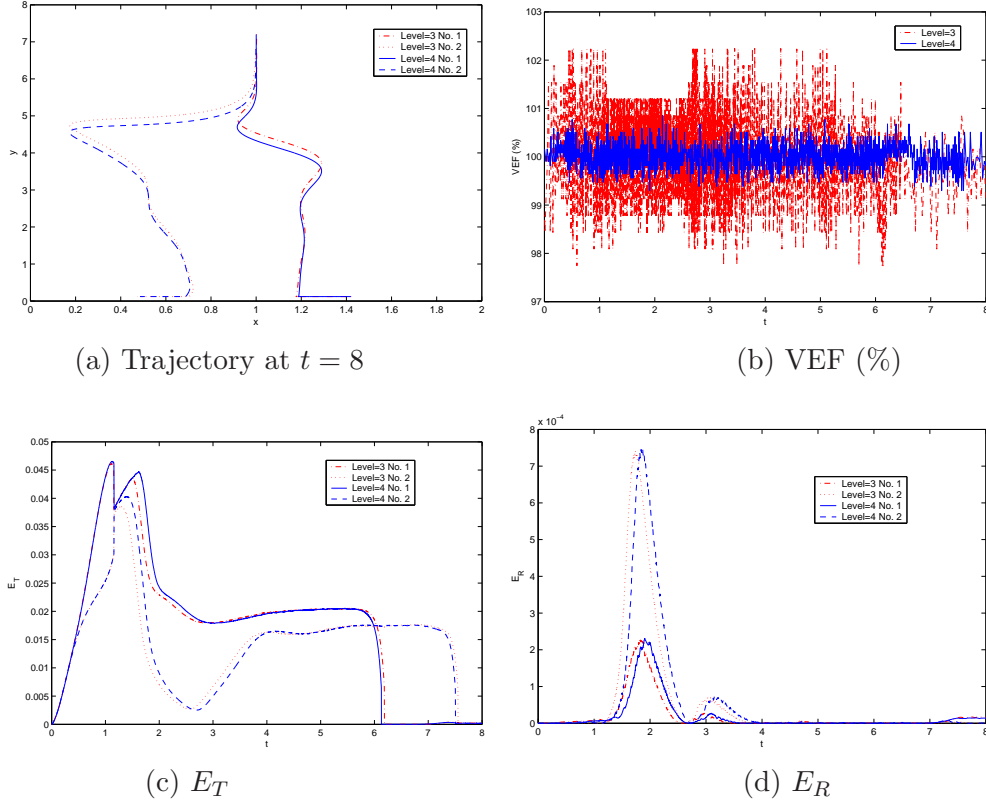 8
7
6
5
4
3
2
1
0
y
0 0.2 0.4 0.6 0.8 1 1.2 1.4 1.6 1.8 2
x
Level=3 No. 1
Level=3 No. 2
Level=4 No. 1
Level=4 No. 2
(a) Trajectory at t = 8
103
102
101
100
99
98
97
VEF (%)
0 1 2 3 4 5 6 7 8
t
Level=3
Level=4
(b) VEF (%)
0.05
0.045
0.04
0.035
0.03
0.025
0.02
0.015
0.01
0.005
0
E_T
0 1 2 3 4 5 6 7 8
t
Level=3 No. 1
Level=3 No. 2
Level=4 No. 1
Level=4 No. 2
(c) E_T
x 10^-4
8
7
6
5
4
3
2
1
0
E_R
0 1 2 3 4 5 6 7 8
t
Level=3 No. 1
Level=3 No. 2
Level=4 No. 1
Level=4 No. 2
(d) E_R